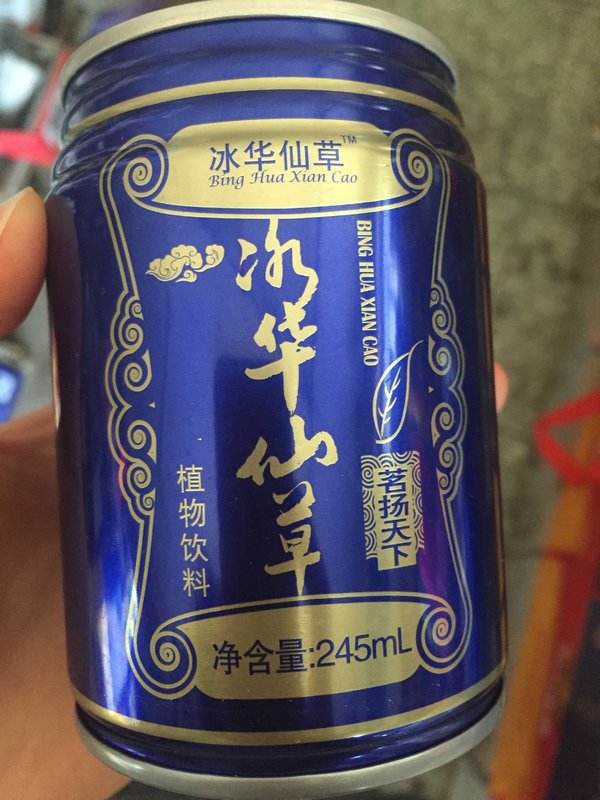 冰华仙草™
Bing Hua Xian Cao
冰华仙草
BING HUA XIAN CAO
茗扬天下
植物饮料
净含量:245mL